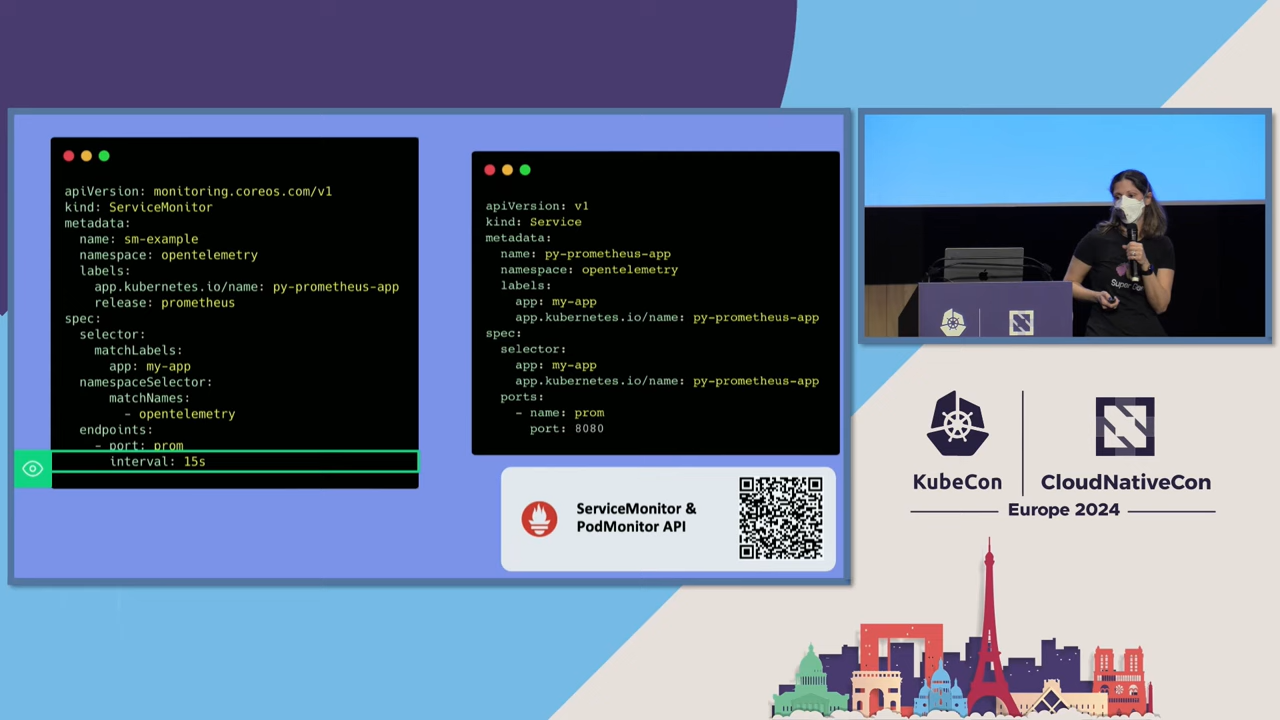 apiVersion: monitoring.coreos.com/v1
kind: ServiceMonitor
metadata:
  name: sm-example
  namespace: opentelemetry
  labels:
    app.kubernetes.io/name: py-prometheus-app
    release: prometheus
spec:
  selector:
    matchLabels:
      app: my-app
  namespaceSelector:
    matchNames:
      - opentelemetry
  endpoints:
    - port: prom
      interval: 15s
apiVersion: v1
kind: Service
metadata:
  name: py-prometheus-app
  namespace: opentelemetry
  labels:
    app: my-app
    app.kubernetes.io/name: py-prometheus-app
spec:
  selector:
    app: my-app
    app.kubernetes.io/name: py-prometheus-app
  ports:
    - name: prom
      port: 8080
ServiceMonitor &
PodMonitor API
Super
KubeCon
CloudNativeCon
Europe 2024